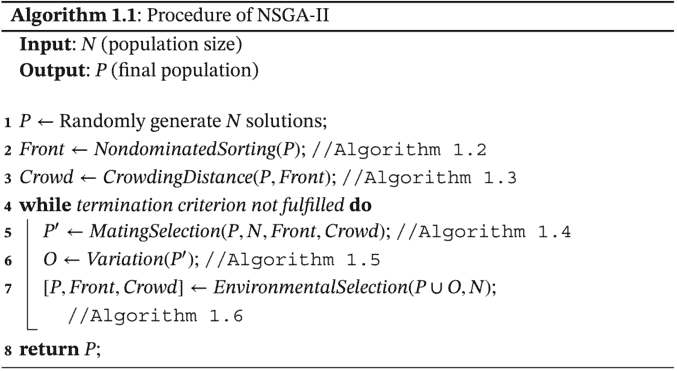 Algorithm 1.1: Procedure of NSGA-II
Input: N (population size)
Output: P (final population)
1 P ← Randomly generate N solutions;
2 Front ← NondominatedSorting(P); //Algorithm 1.2
3 Crowd ← CrowdingDistance(P, Front); //Algorithm 1.3
4 while termination criterion not fulfilled do
5 P′ ← MatingSelection(P, N, Front, Crowd); //Algorithm 1.4
6 O ← Variation(P′); //Algorithm 1.5
7 [P, Front, Crowd] ← EnvironmentalSelection(P ∪ O, N);
//Algorithm 1.6
8 return P;